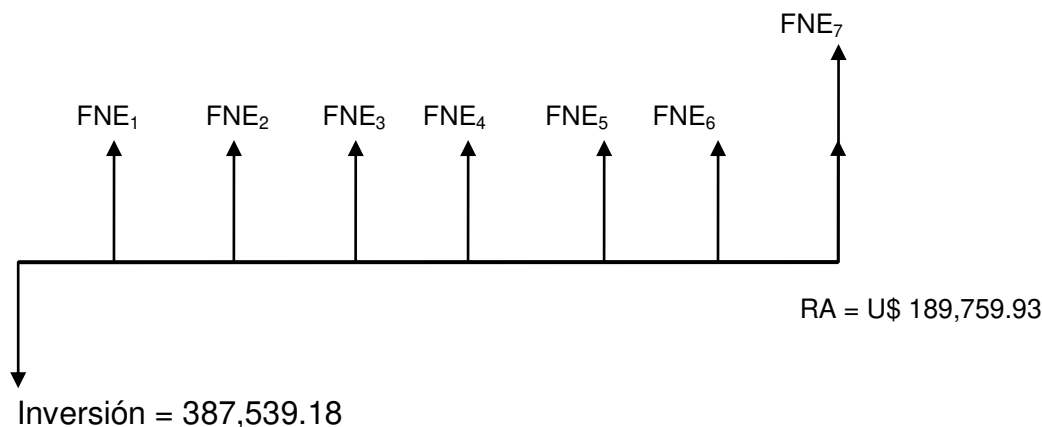 FNE₇
FNE₁ FNE₂ FNE₃ FNE₄ FNE₅ FNE₆
RA = U$ 189,759.93
Inversión = 387,539.18